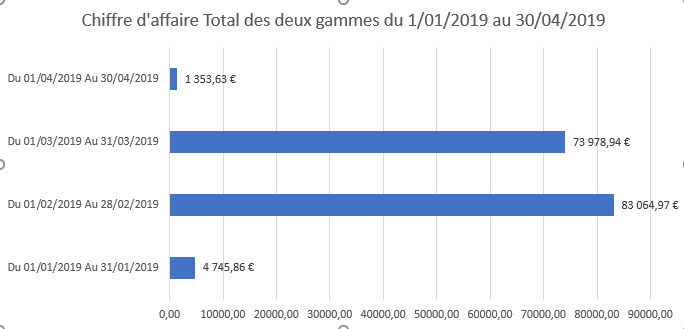 Chiffre d'affaire Total des deux gammes du 1/01/2019 au 30/04/2019
Du 01/04/2019 Au 30/04/2019 1 353,63 €
Du 01/03/2019 Au 31/03/2019 73 978,94 €
Du 01/02/2019 Au 28/02/2019 83 064,97 €
Du 01/01/2019 Au 31/01/2019 4 745,86 €
0,00 10000,00 20000,00 30000,00 40000,00 50000,00 60000,00 70000,00 80000,00 90000,00